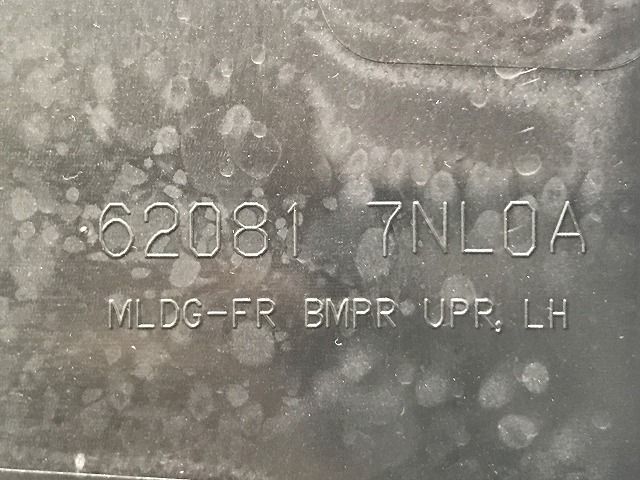 62081 7NL0A
MLDG-FR BMPR UPR, LH